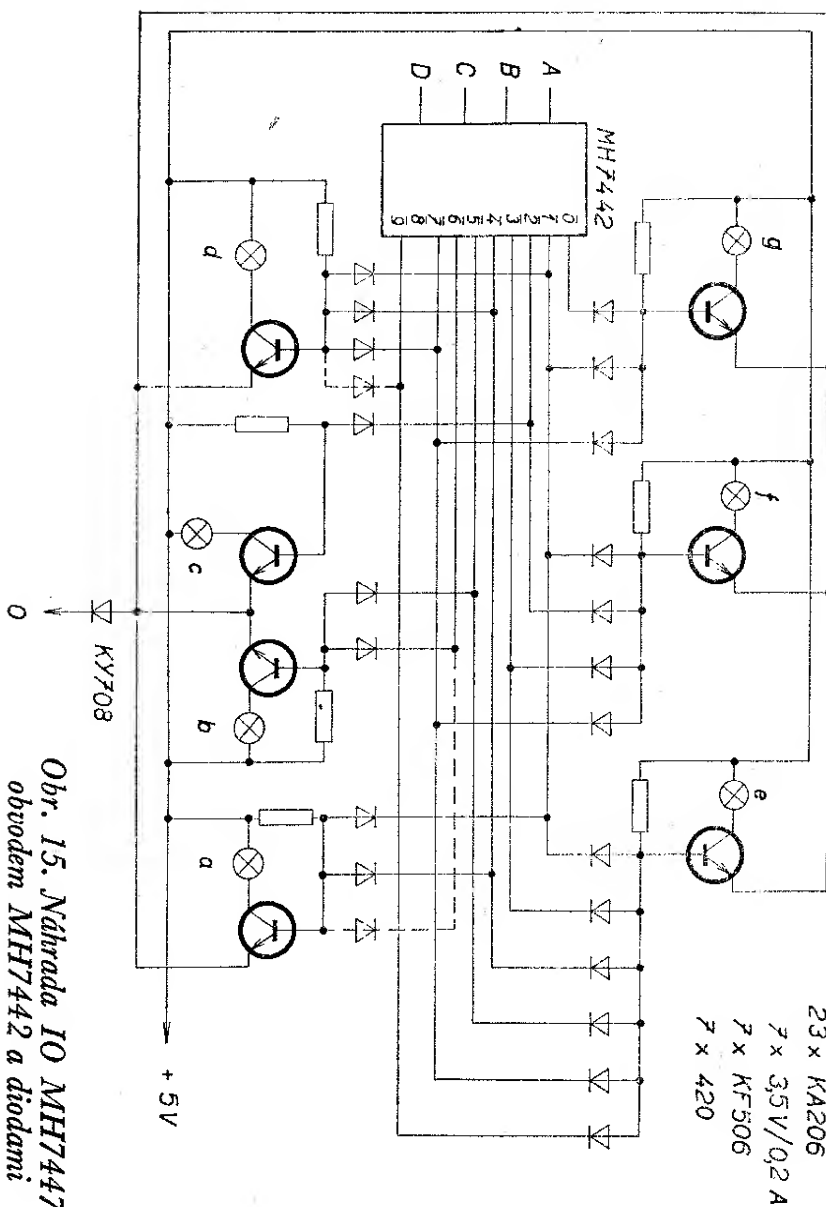 23 x KA206
7 x 3,5V/0,2 A
7 x KF506
7 x 420
MH7442
A
B
C
D
0
1
2
3
4
5
6
7
8
9
g
f
e
d
c
b
a
KY708
0
+ 5V
Obr. 15. Náhrada IO MH7447
obvodem MH7442 a diodami